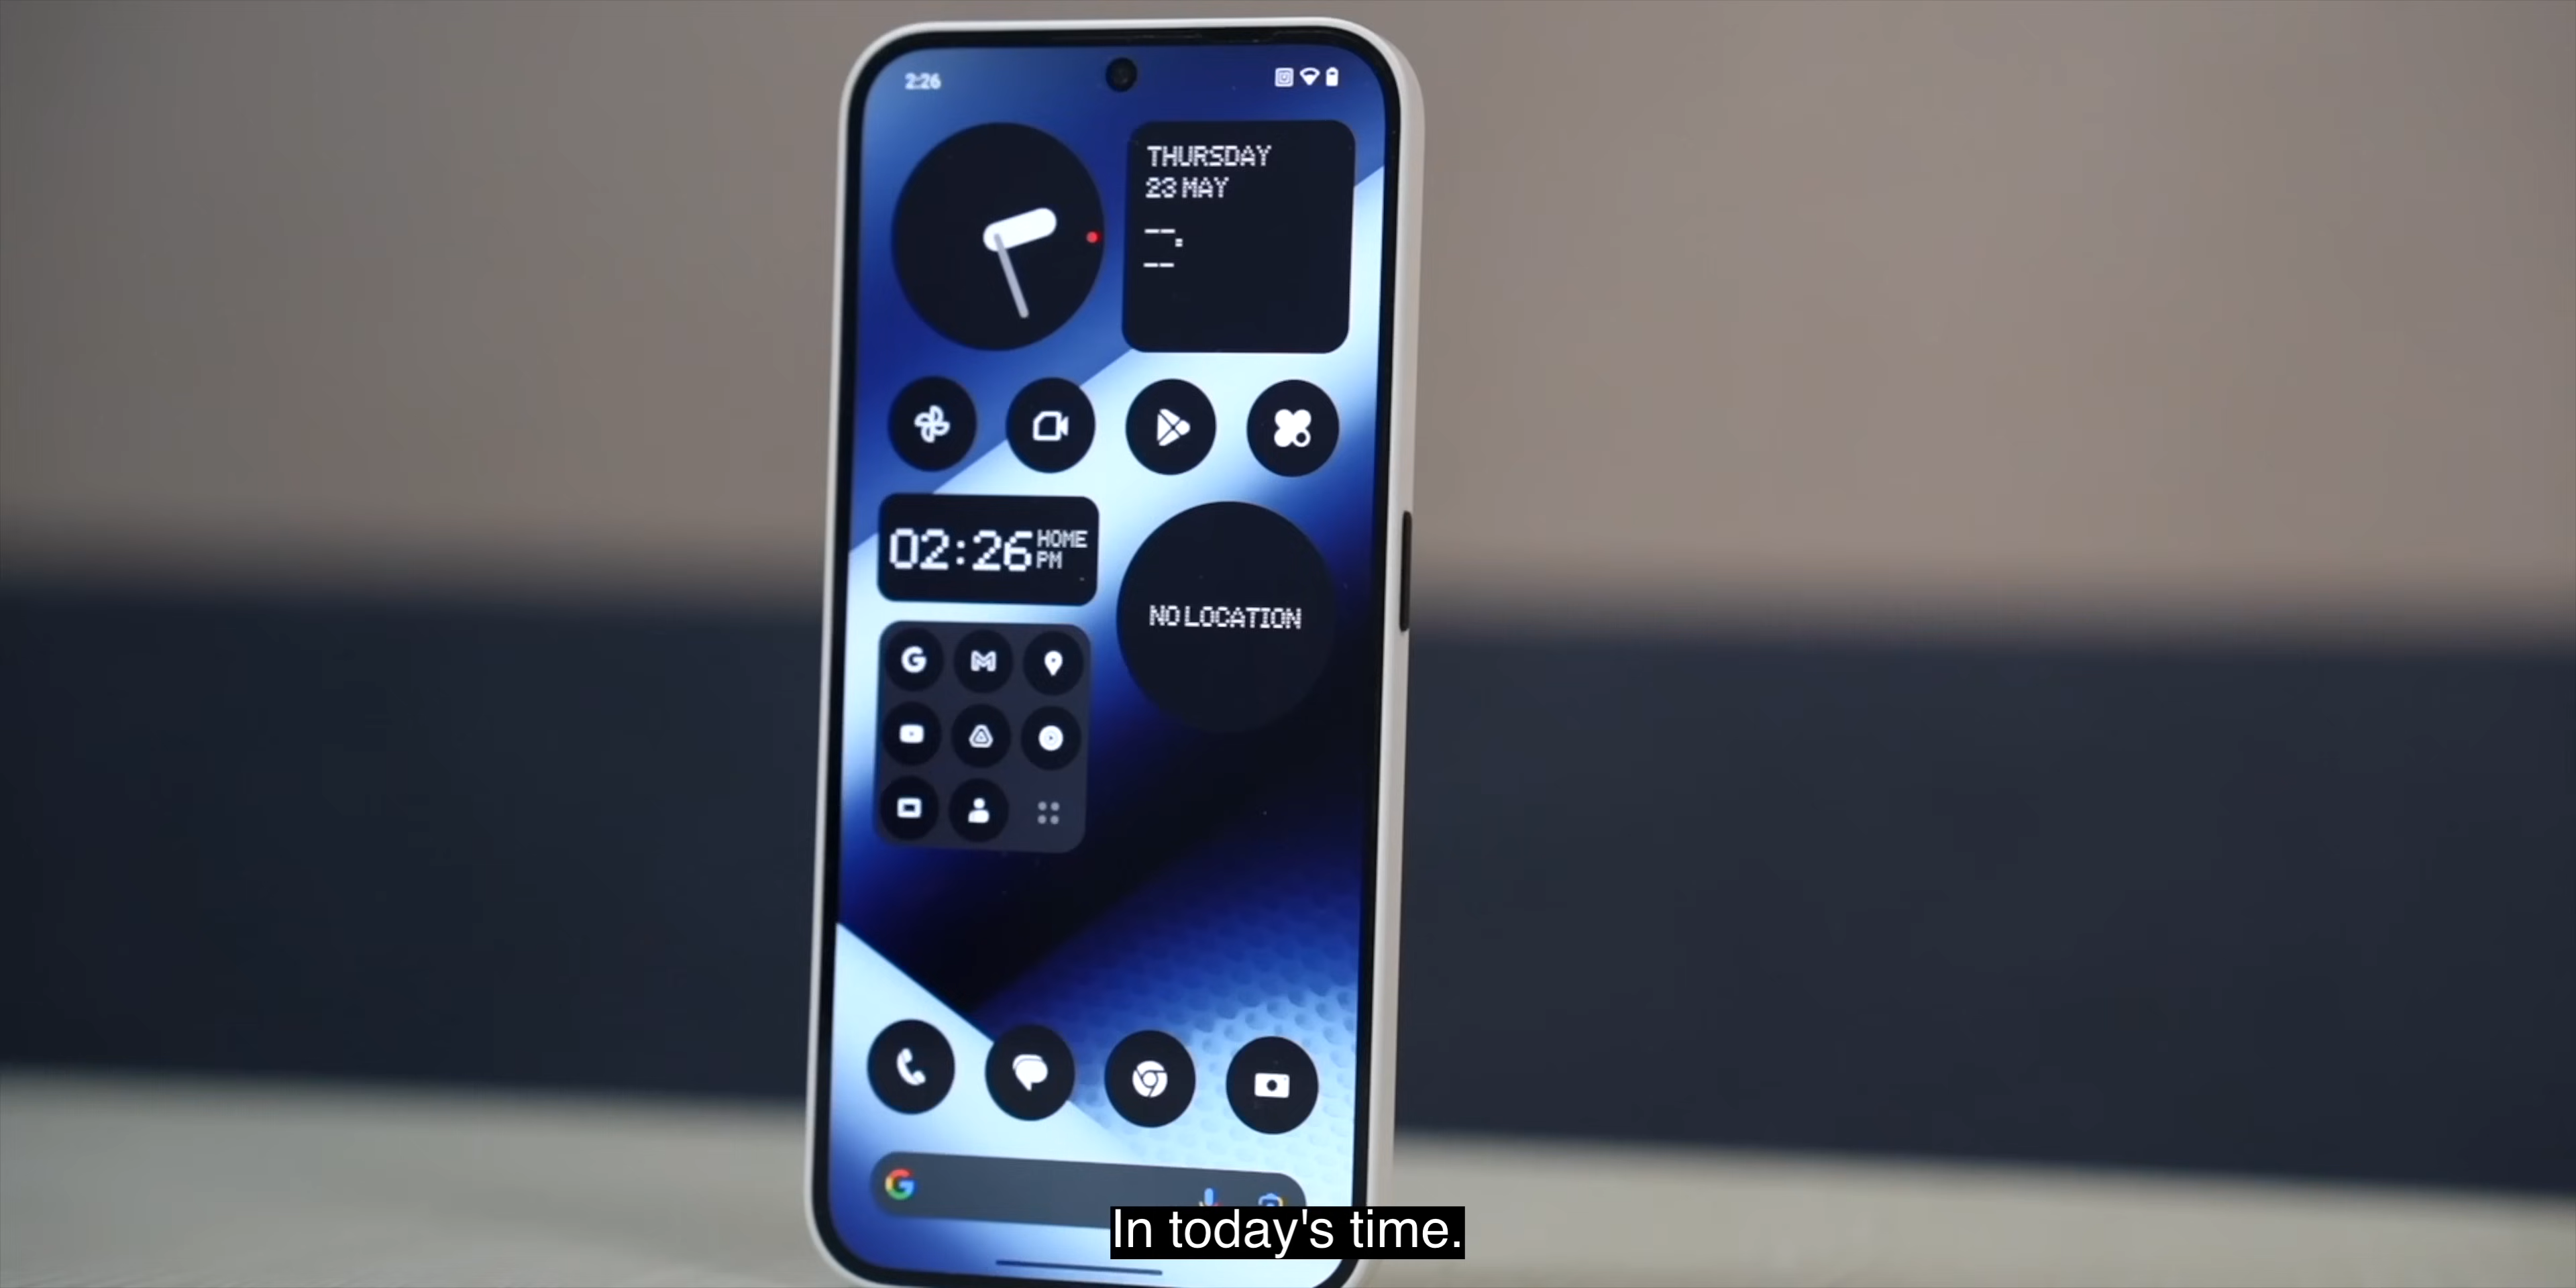 2:26
THURSDAY
23 MAY
--:
--
02:26 HOME
PM
NO LOCATION
In today's time.